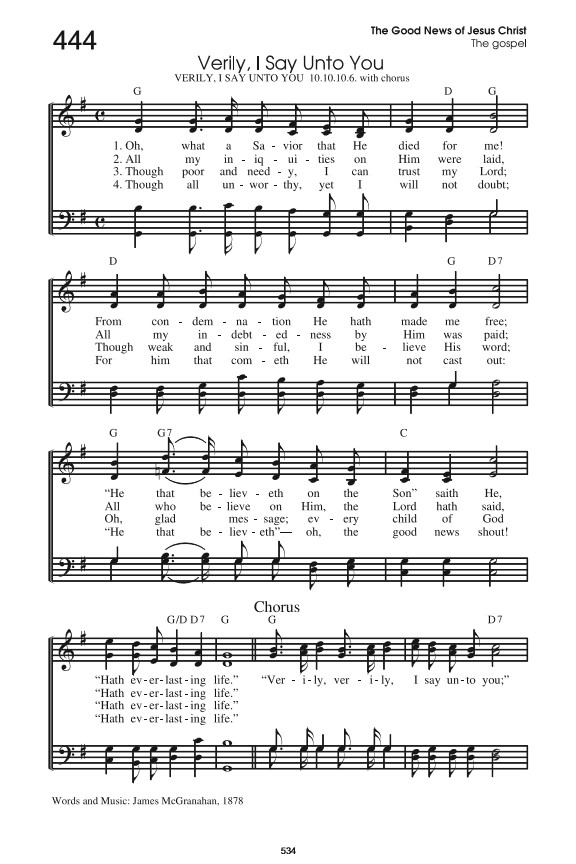 444
The Good News of Jesus Christ
The gospel
Verily, I Say Unto You
VERILY, I SAY UNTO YOU 10.10.10.6. with chorus
G D G
1. Oh, what a Sa - vior that He died for me!
2. All my in - iq - ui - ties on Him were laid,
3. Though poor and need - y, I can trust my Lord;
4. Though all un - wor - thy, yet I will not doubt;
D G D7
From con - dem - na - tion He hath made me free;
All my in - debt - ed - ness by Him was paid;
Though weak and sin - ful, I be - lieve His word;
For him that com - eth He will not cast out:
G G7 C
“He that be - liev - eth on the Son” saith He,
All who be - lieve on Him, the Lord hath said,
Oh, glad mes - sage; ev - ery child of God
“He that be - liev - eth”— oh, the good news shout!
Chorus
G/D D7 G G D7
“Hath ev - er - last - ing life.” “Ver - i - ly, ver - i - ly, I say un - to you;”
“Hath ev - er - last - ing life.”
“Hath ev - er - last - ing life.”
“Hath ev - er - last - ing life.”
Words and Music: James McGranahan, 1878
534